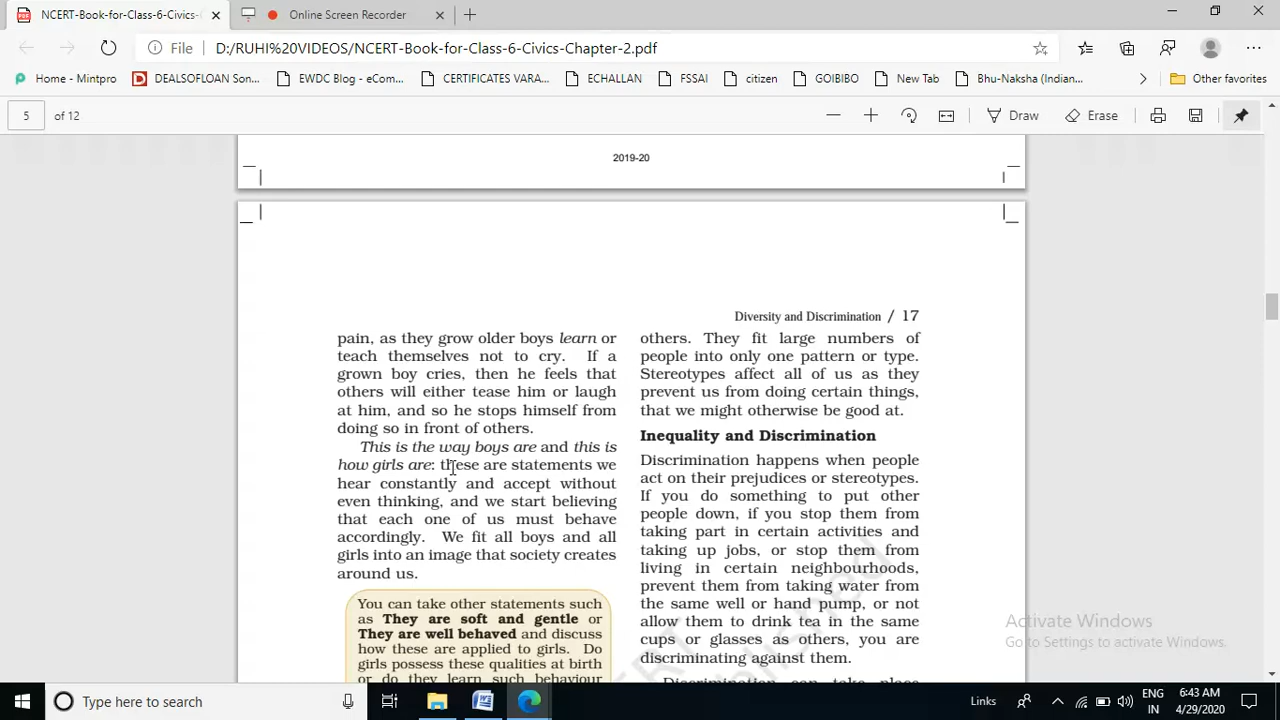 NCERT-Book-for-Class-6-Civics-
Online Screen Recorder
File
D:/RUHI%20VIDEOS/NCERT-Book-for-Class-6-Civics-Chapter-2.pdf
Home - Mintpro
DEALSOFLOAN Son...
EWDC Blog - eCom...
CERTIFICATES VARA...
ECHALLAN
FSSAI
citizen
GOIBIBO
New Tab
Bhu-Naksha (Indian...
Other favorites
5 of 12
Draw
Erase
2019-20
Diversity and Discrimination / 17
pain, as they grow older boys learn or
teach themselves not to cry. If a
grown boy cries, then he feels that
others will either tease him or laugh
at him, and so he stops himself from
doing so in front of others.
This is the way boys are and this is
how girls are: these are statements we
hear constantly and accept without
even thinking, and we start believing
that each one of us must behave
accordingly. We fit all boys and all
girls into an image that society creates
around us.
You can take other statements such
as They are soft and gentle or
They are well behaved and discuss
how these are applied to girls. Do
girls possess these qualities at birth
or do they learn such behaviour
others. They fit large numbers of
people into only one pattern or type.
Stereotypes affect all of us as they
prevent us from doing certain things,
that we might otherwise be good at.
Inequality and Discrimination
Discrimination happens when people
act on their prejudices or stereotypes.
If you do something to put other
people down, if you stop them from
taking part in certain activities and
taking up jobs, or stop them from
living in certain neighbourhoods,
prevent them from taking water from
the same well or hand pump, or not
allow them to drink tea in the same
cups or glasses as others, you are
discriminating against them.
Discrimination can take place
Activate Windows
Go to Settings to activate Windows.
Type here to search
Links
ENG
IN
6:43 AM
4/29/2020